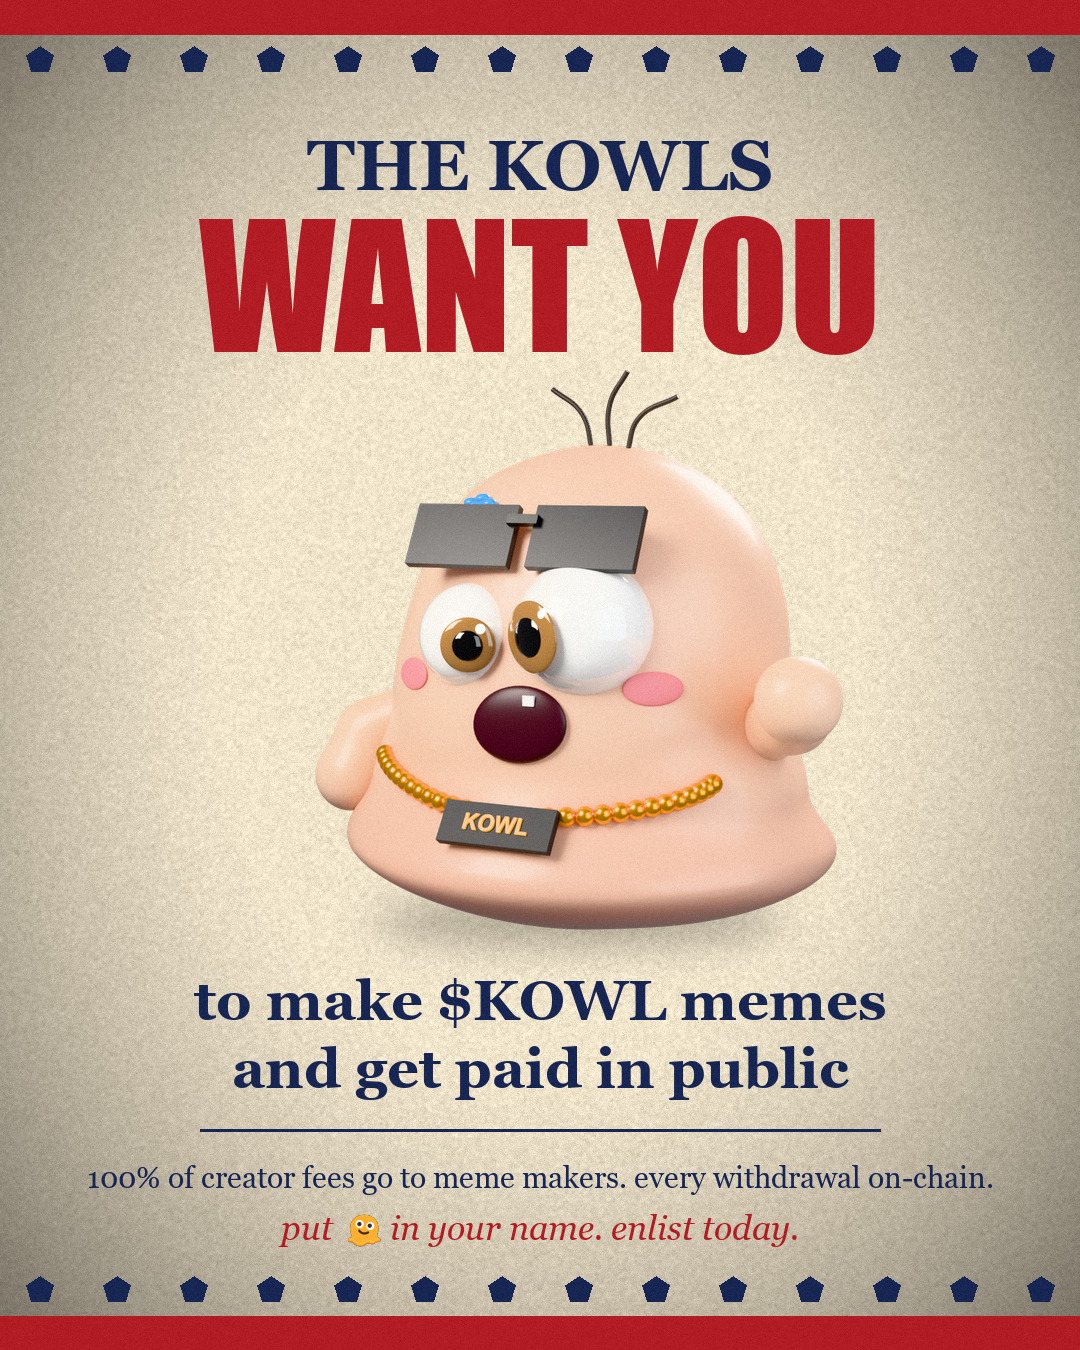 THE KOWLS
WANT YOU
KOWL
to make $KOWL memes
and get paid in public
100% of creator fees go to meme makers. every withdrawal on-chain.
put in your name. enlist today.